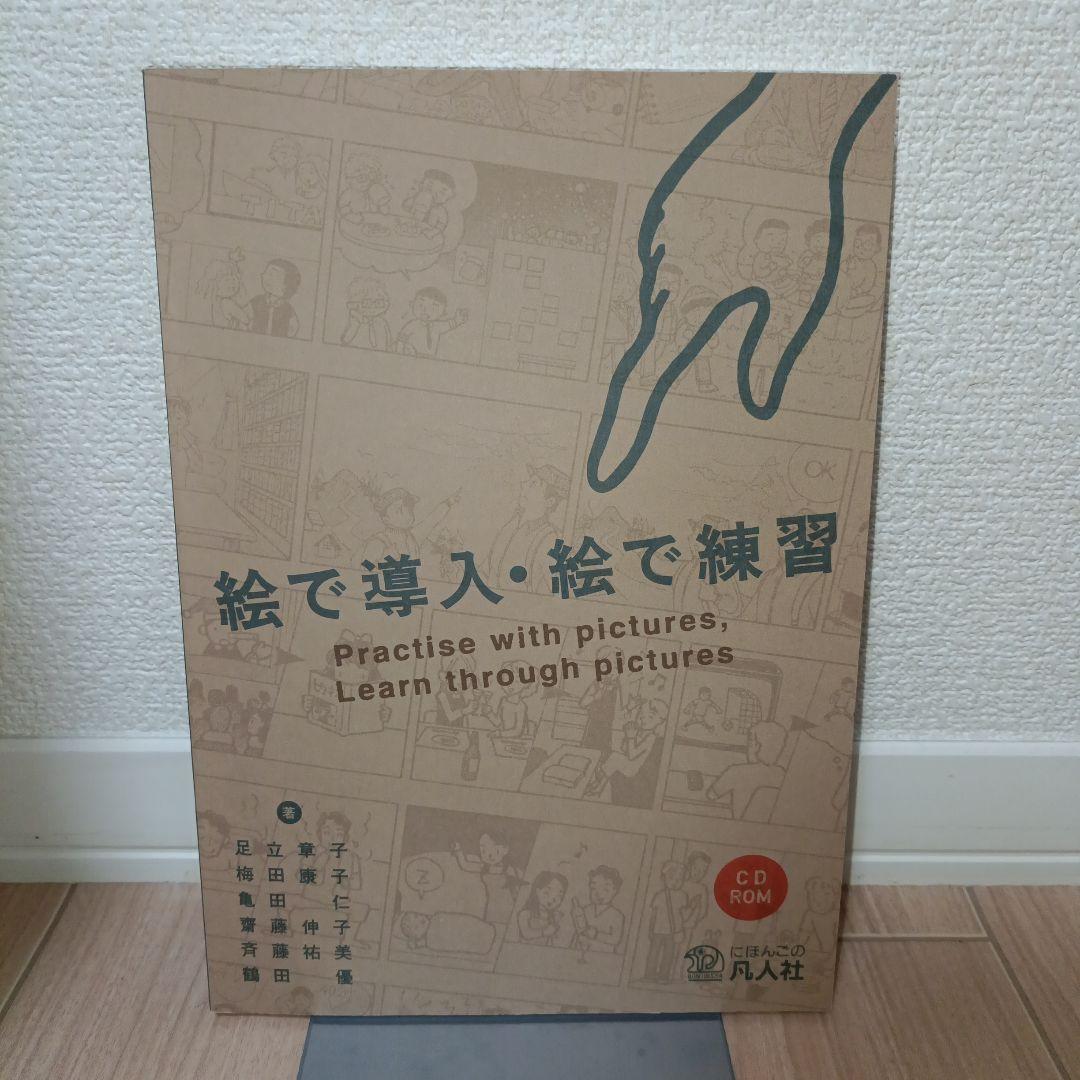 TITA
OK
絵で導入・絵で練習
Practise with pictures,
Learn through pictures
著
足立章子
梅田康子
亀田 仁
齋藤伸子
斉藤祐美
鶴田 優
Z
CD
ROM
にほんごの
凡人社